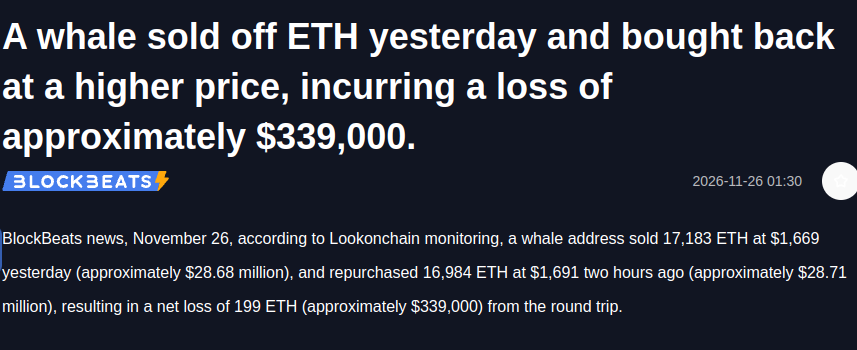 A whale sold off ETH yesterday and bought back
at a higher price, incurring a loss of
approximately $339,000.
BLOCKBEATS
2026-11-26 01:30
BlockBeats news, November 26, according to Lookonchain monitoring, a whale address sold 17,183 ETH at $1,669
yesterday (approximately $28.68 million), and repurchased 16,984 ETH at $1,691 two hours ago (approximately $28.71
million), resulting in a net loss of 199 ETH (approximately $339,000) from the round trip.